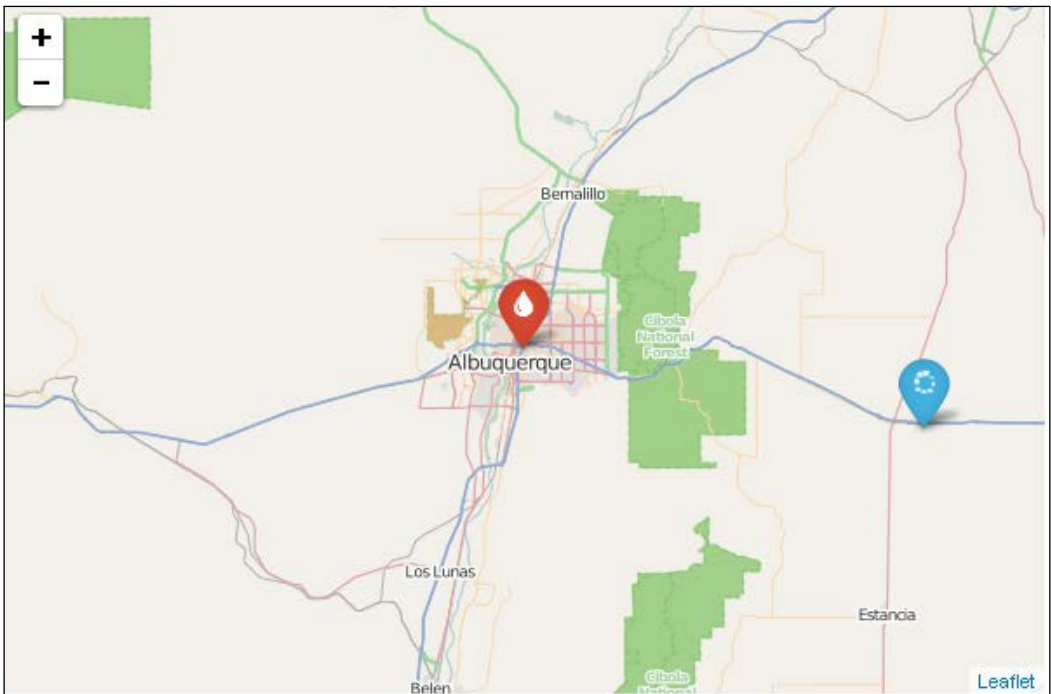 +
−
Bernalillo
Cibola
National
Forest
Albuquerque
Los Lunas
Estancia
Belen
Cibola
National
Leaflet